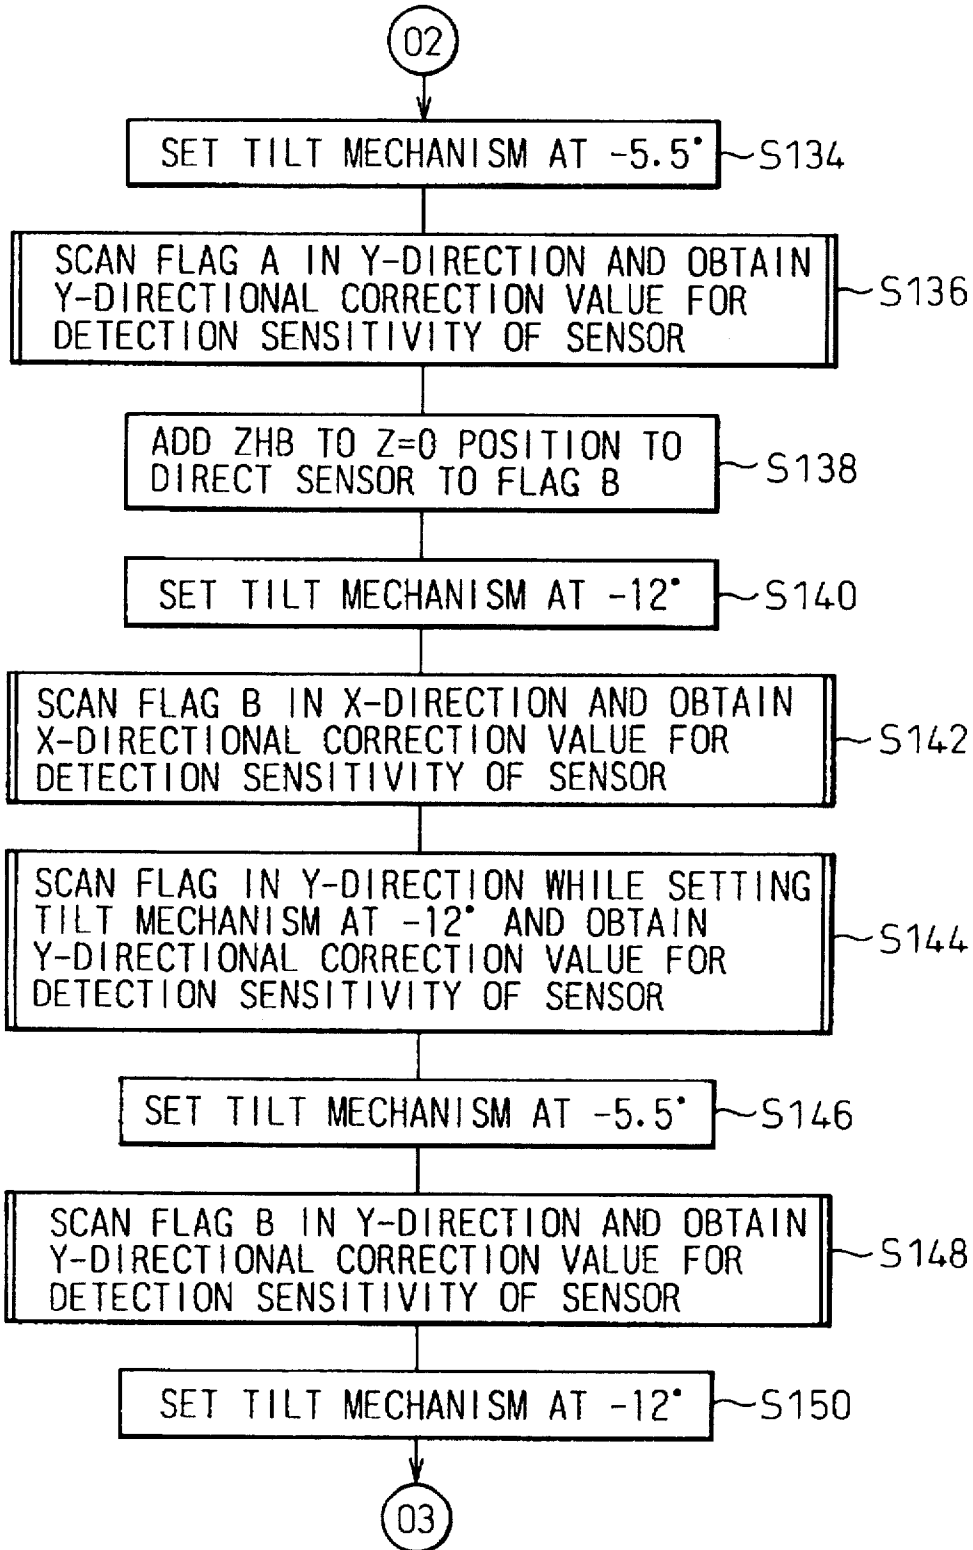 02
SET TILT MECHANISM AT -5.5°
S134
SCAN FLAG A IN Y-DIRECTION AND OBTAIN
Y-DIRECTIONAL CORRECTION VALUE FOR
DETECTION SENSITIVITY OF SENSOR
S136
ADD ZHB TO Z=0 POSITION TO
DIRECT SENSOR TO FLAG B
S138
SET TILT MECHANISM AT -12°
S140
SCAN FLAG B IN X-DIRECTION AND OBTAIN
X-DIRECTIONAL CORRECTION VALUE FOR
DETECTION SENSITIVITY OF SENSOR
S142
SCAN FLAG IN Y-DIRECTION WHILE SETTING
TILT MECHANISM AT -12° AND OBTAIN
Y-DIRECTIONAL CORRECTION VALUE FOR
DETECTION SENSITIVITY OF SENSOR
S144
SET TILT MECHANISM AT -5.5°
S146
SCAN FLAG B IN Y-DIRECTION AND OBTAIN
Y-DIRECTIONAL CORRECTION VALUE FOR
DETECTION SENSITIVITY OF SENSOR
S148
SET TILT MECHANISM AT -12°
S150
03